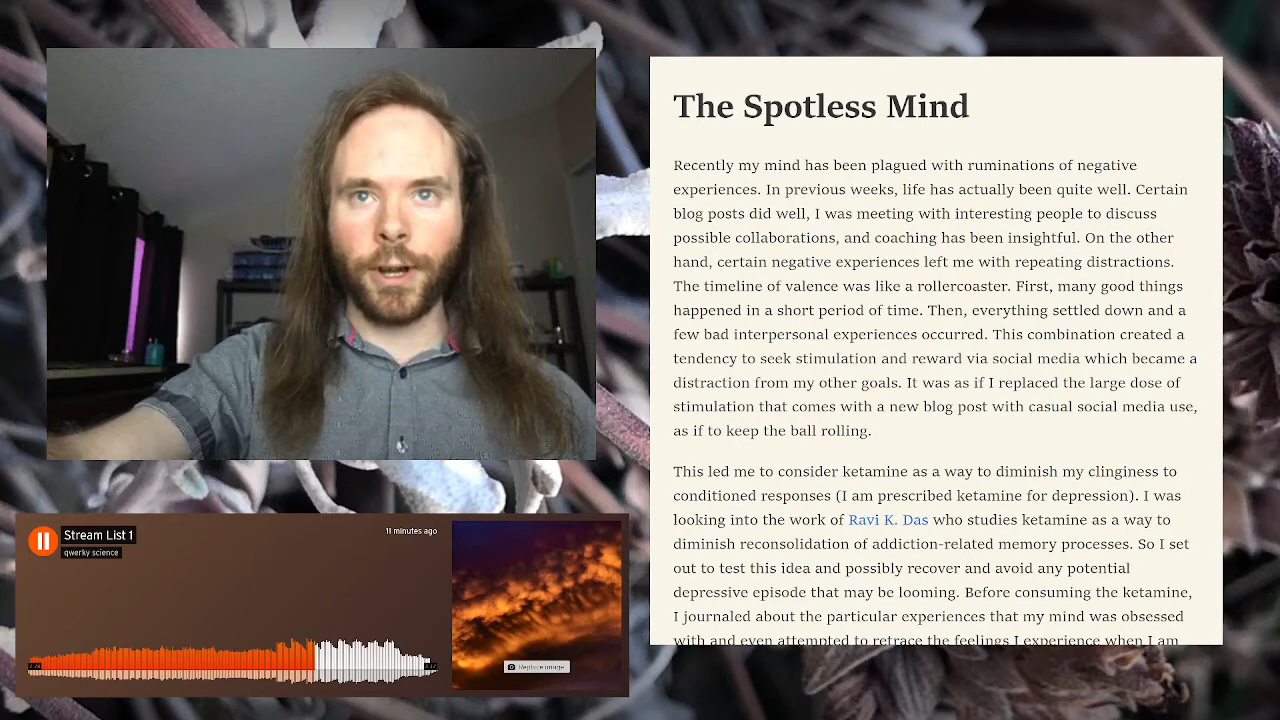 The Spotless Mind
Recently my mind has been plagued with ruminations of negative
experiences. In previous weeks, life has actually been quite well. Certain
blog posts did well, I was meeting with interesting people to discuss
possible collaborations, and coaching has been insightful. On the other
hand, certain negative experiences left me with repeating distractions.
The timeline of valence was like a rollercoaster. First, many good things
happened in a short period of time. Then, everything settled down and a
few bad interpersonal experiences occurred. This combination created a
tendency to seek stimulation and reward via social media which became a
distraction from my other goals. It was as if I replaced the large dose of
stimulation that comes with a new blog post with casual social media use,
as if to keep the ball rolling.
This led me to consider ketamine as a way to diminish my clinginess to
conditioned responses (I am prescribed ketamine for depression). I was
looking into the work of Ravi K. Das who studies ketamine as a way to
diminish reconsolidation of addiction-related memory processes. So I set
out to test this idea and possibly recover and avoid any potential
depressive episode that may be looming. Before consuming the ketamine,
I journaled about the particular experiences that my mind was obsessed
with and then attempted to retrace the feelings I experience when I am
Stream List 1
qwerky science
11 minutes ago
Replace image